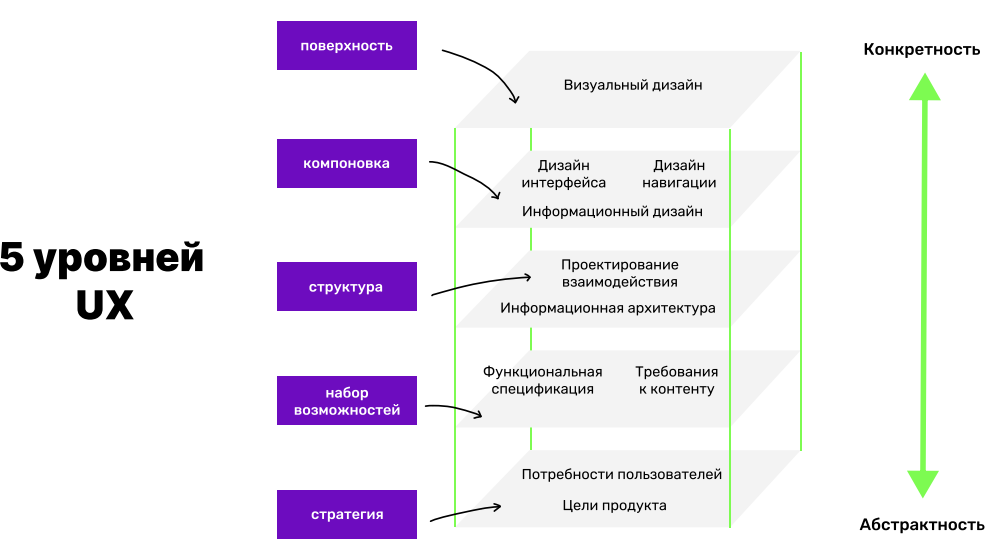 5 уровней
UX
поверхность
Визуальный дизайн
компоновка
Дизайн
интерфейса
Дизайн
навигации
Информационный дизайн
структура
Проектирование
взаимодействия
Информационная архитектура
набор
возможностей
Функциональная
спецификация
Требования
к контенту
стратегия
Потребности пользователей
Цели продукта
Конкретность
Абстрактность